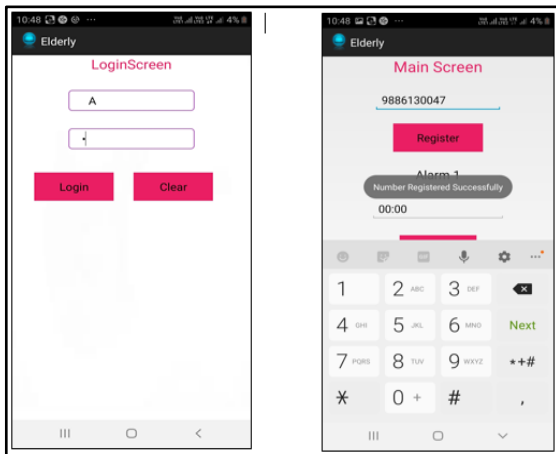 10:48 4%
Elderly
LoginScreen
A
Login Clear
10:48 4%
Elderly
Main Screen
9886130047
Register
Alarm 1
Number Registered Successfully
00:00
GIF
1 2 ABC 3 DEF
4 GHI 5 JKL 6 MNO Next
7 PQRS 8 TUV 9 WXYZ *+#
* 0 + # ,